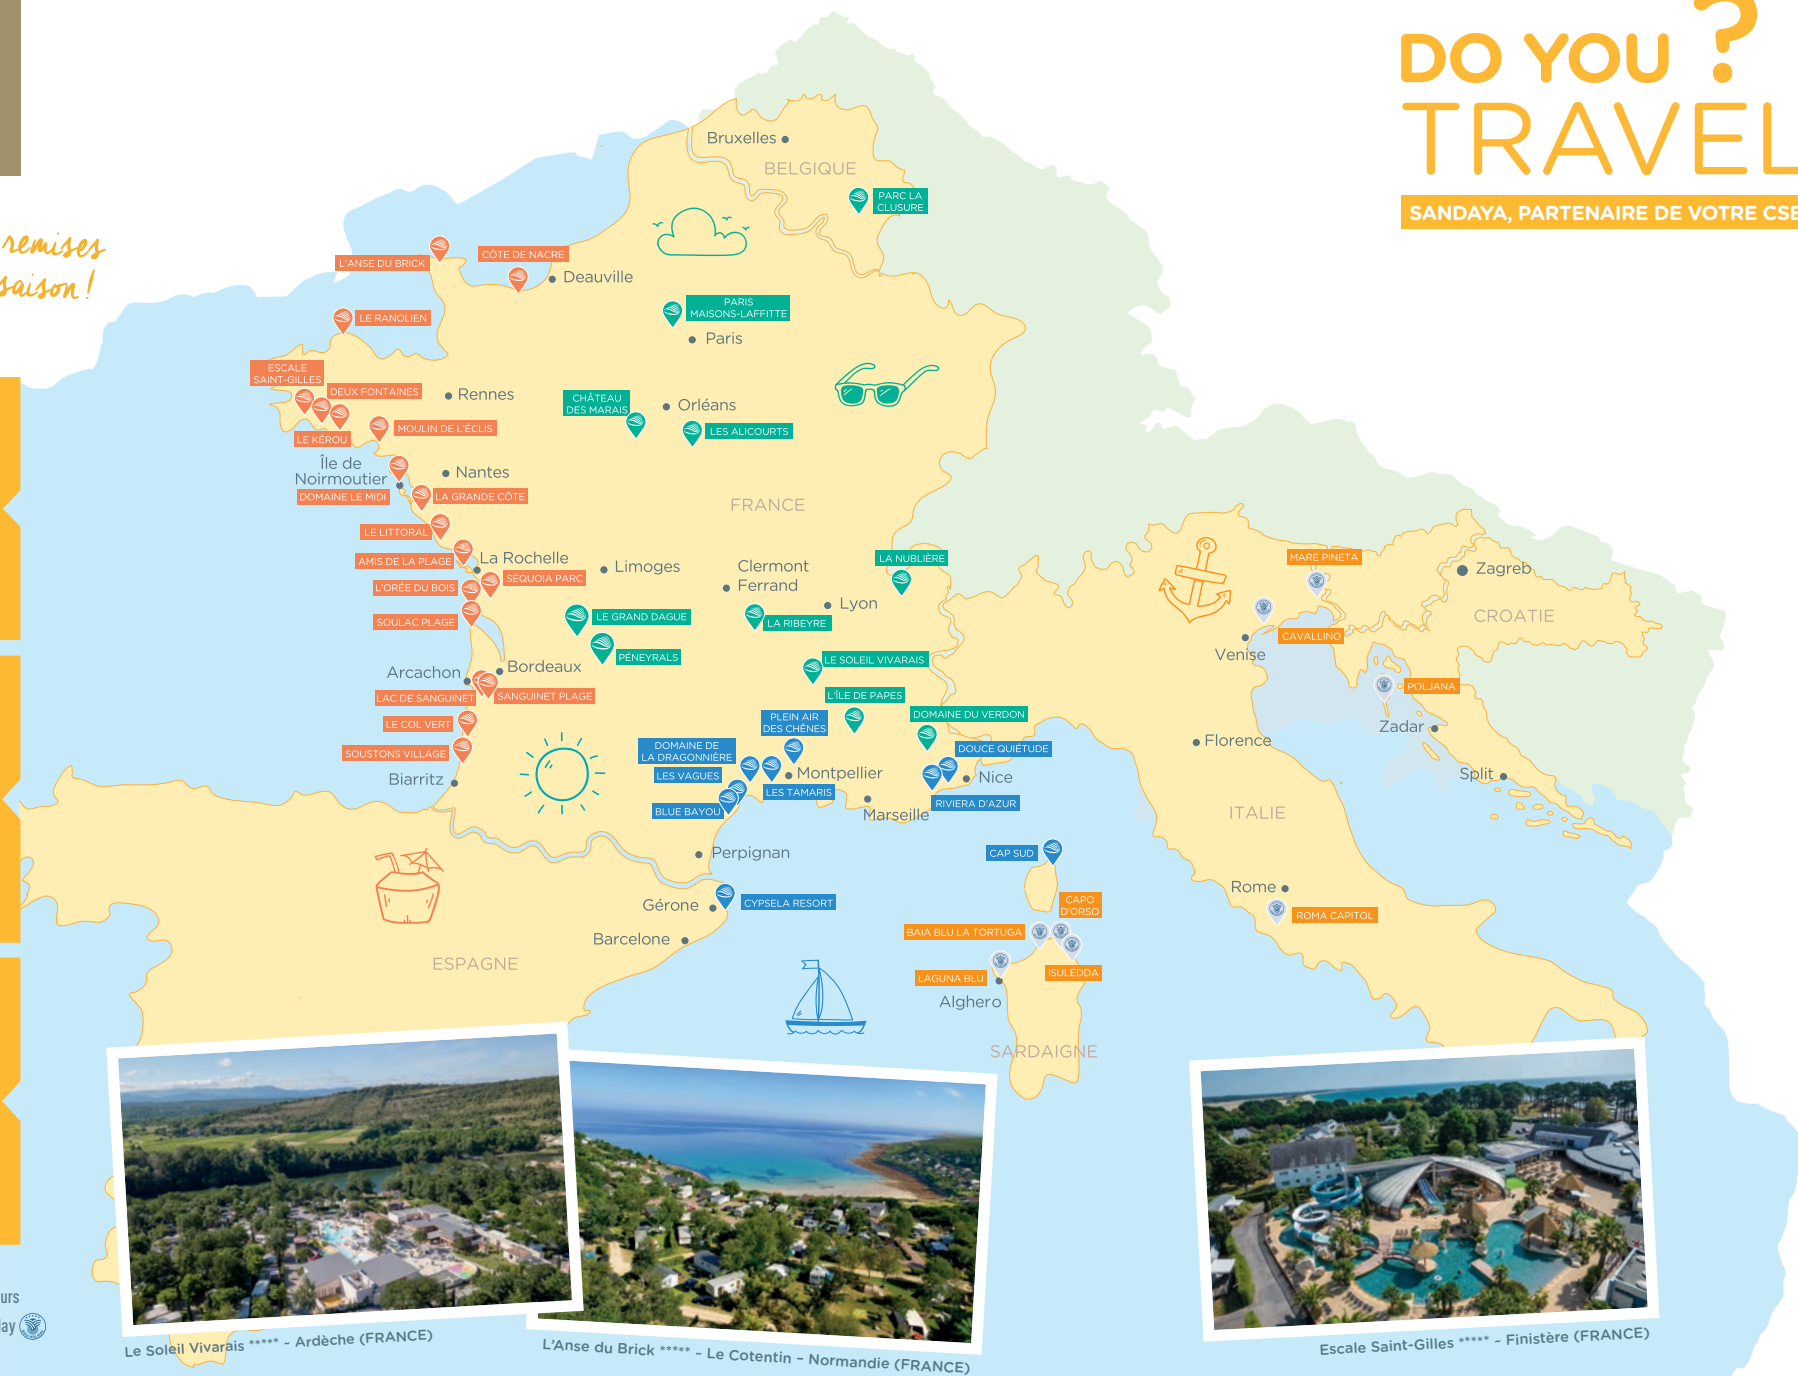 DO YOU ?
TRAVEL
SANDAYA, PARTENAIRE DE VOTRE CSE
remises
saison !
Bruxelles
BELGIQUE
PARC LA
CLUSURE
L'ANSE DU BRICK
CÔTE DE NACRE
Deauville
PARIS
MAISONS-LAFFITTE
LE RANOLIEN
Paris
ESCALE
SAINT-GILLES
DEUX FONTAINES
Rennes
CHÂTEAU
DES MARAIS
Orléans
LES ALICOURTS
MOULIN DE L'ÉCLIS
LE KÉROU
Île de
Noirmoutier
Nantes
DOMAINE LE MIDI
LA GRANDE CÔTE
FRANCE
LE LITTORAL
AMIS DE LA PLAGE
La Rochelle
Limoges
Clermont
Ferrand
LA NUBLIÈRE
MARE PINETA
Zagreb
L'ORÉE DU BOIS
SÉQUOIA PARC
Lyon
SOULAC PLAGE
LE GRAND DAGUE
LA RIBEYRE
CROATIE
CAVALLINO
Venise
PÉNEYRALS
LE SOLEIL VIVARAIS
Arcachon
Bordeaux
POLJANA
LAC DE SANGUINET
SANGUINET PLAGE
L'ÎLE DE PAPES
DOMAINE DU VERDON
LE COL VERT
PLEIN AIR
DES CHÊNES
Zadar
SOUSTONS VILLAGE
DOMAINE DE
LA DRAGONNIÈRE
DOUCE QUIÉTUDE
Florence
Biarritz
LES VAGUES
Montpellier
Nice
Split
LES TAMARIS
BLUE BAYOU
Marseille
RIVIERA D'AZUR
ITALIE
Perpignan
CAP SUD
Gérone
CYPSELA RESORT
CAPO
D'ORSO
Rome
ROMA CAPITOL
Barcelone
BAIA BLU LA TORTUGA
ESPAGNE
LAGUNA BLU
ISULEDDA
Alghero
SARDAIGNE
urs
lay
Le Soleil Vivarais ***** ~ Ardèche (FRANCE)
L'Anse du Brick ***** ~ Le Cotentin – Normandie (FRANCE)
Escale Saint-Gilles ***** ~ Finistère (FRANCE)